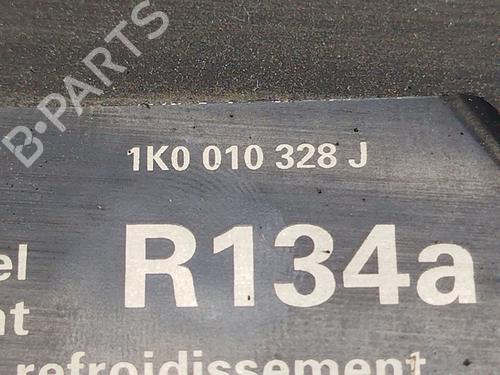 B-PARTS
1K0 010 328 J
el R134a
nt
refroidissement